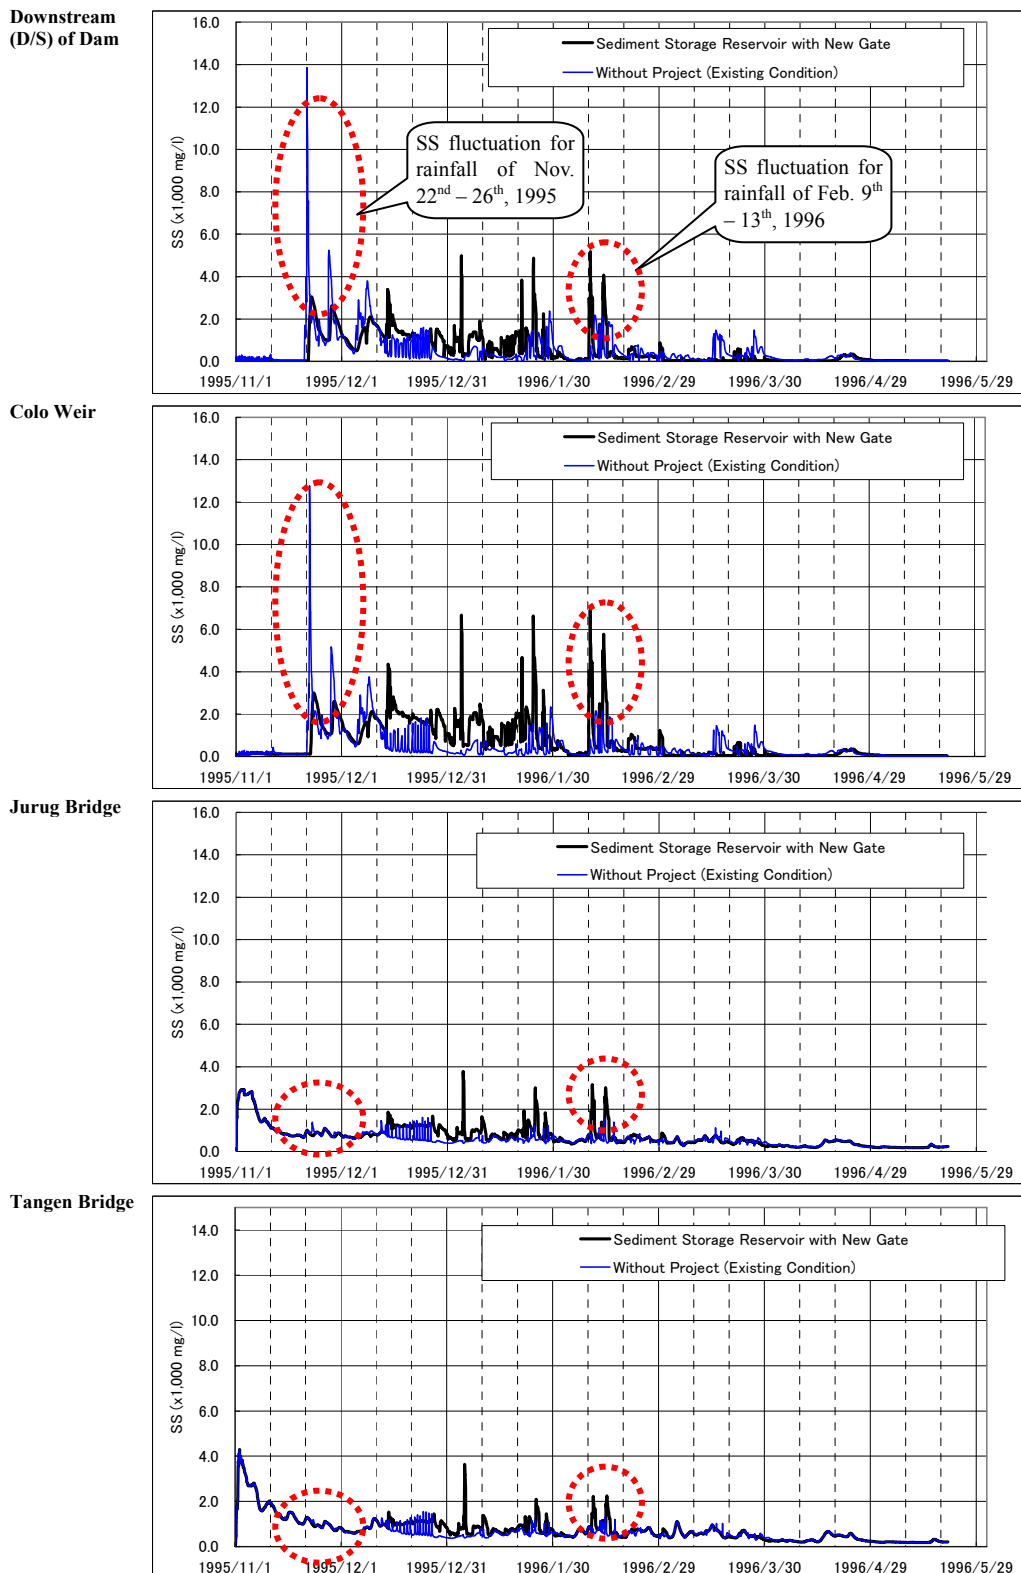 Downstream
(D/S) of Dam
16.0
14.0
12.0
10.0
8.0
6.0
4.0
2.0
0.0
SS (x1,000 mg/l)
Sediment Storage Reservoir with New Gate
Without Project (Existing Condition)
SS fluctuation for
rainfall of Nov.
22nd – 26th, 1995
SS fluctuation for
rainfall of Feb. 9th
– 13th, 1996
1995/11/1 1995/12/1 1995/12/31 1996/1/30 1996/2/29 1996/3/30 1996/4/29 1996/5/29
Colo Weir
16.0
14.0
12.0
10.0
8.0
6.0
4.0
2.0
0.0
SS (x1,000 mg/l)
Sediment Storage Reservoir with New Gate
Without Project (Existing Condition)
1995/11/1 1995/12/1 1995/12/31 1996/1/30 1996/2/29 1996/3/30 1996/4/29 1996/5/29
Jurug Bridge
16.0
14.0
12.0
10.0
8.0
6.0
4.0
2.0
0.0
SS (x1,000 mg/l)
Sediment Storage Reservoir with New Gate
Without Project (Existing Condition)
1995/11/1 1995/12/1 1995/12/31 1996/1/30 1996/2/29 1996/3/30 1996/4/29 1996/5/29
Tangen Bridge
14.0
12.0
10.0
8.0
6.0
4.0
2.0
0.0
SS (x1,000 mg/l)
Sediment Storage Reservoir with New Gate
Without Project (Existing Condition)
1995/11/1 1995/12/1 1995/12/31 1996/1/30 1996/2/29 1996/3/30 1996/4/29 1996/5/29